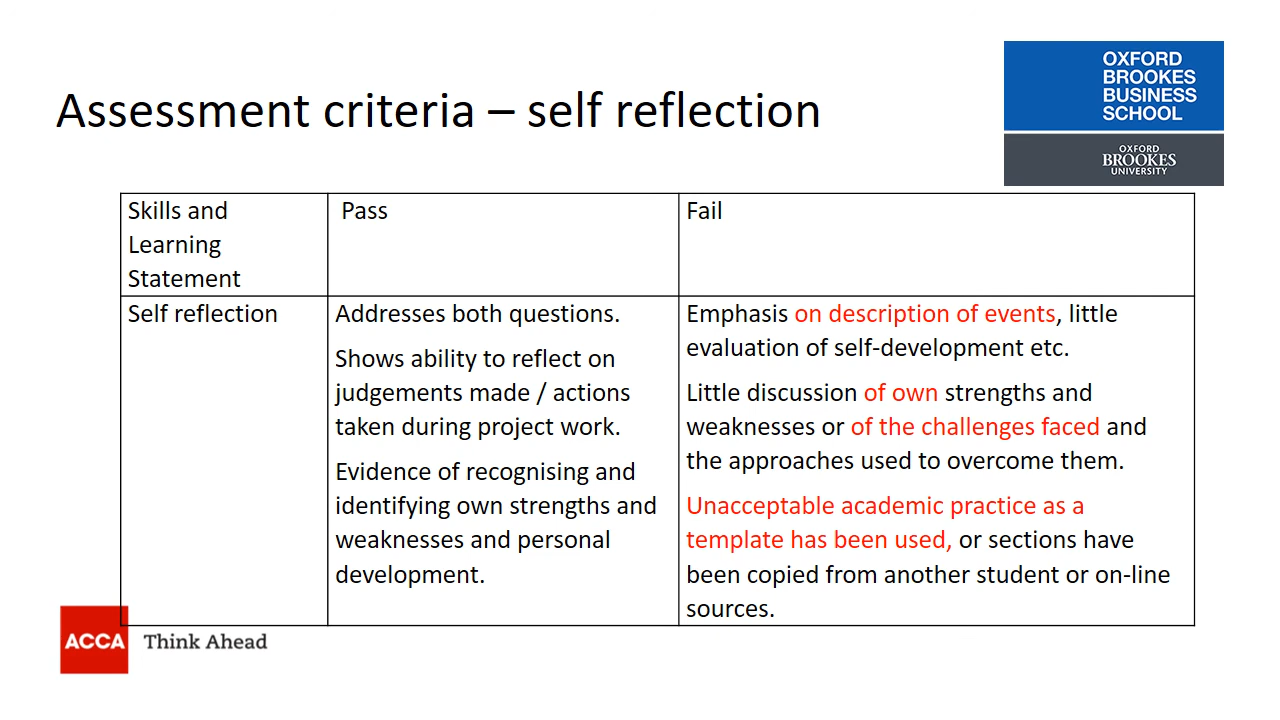 Assessment criteria – self reflection
OXFORD
BROOKES
BUSINESS
SCHOOL
OXFORD
BROOKES
UNIVERSITY
Skills and
Learning
Statement
Pass
Fail
Self reflection
Addresses both questions.
Shows ability to reflect on
judgements made / actions
taken during project work.
Evidence of recognising and
identifying own strengths and
weaknesses and personal
development.
Emphasis on description of events, little
evaluation of self-development etc.
Little discussion of own strengths and
weaknesses or of the challenges faced and
the approaches used to overcome them.
Unacceptable academic practice as a
template has been used, or sections have
been copied from another student or on-line
sources.
ACCA
Think Ahead